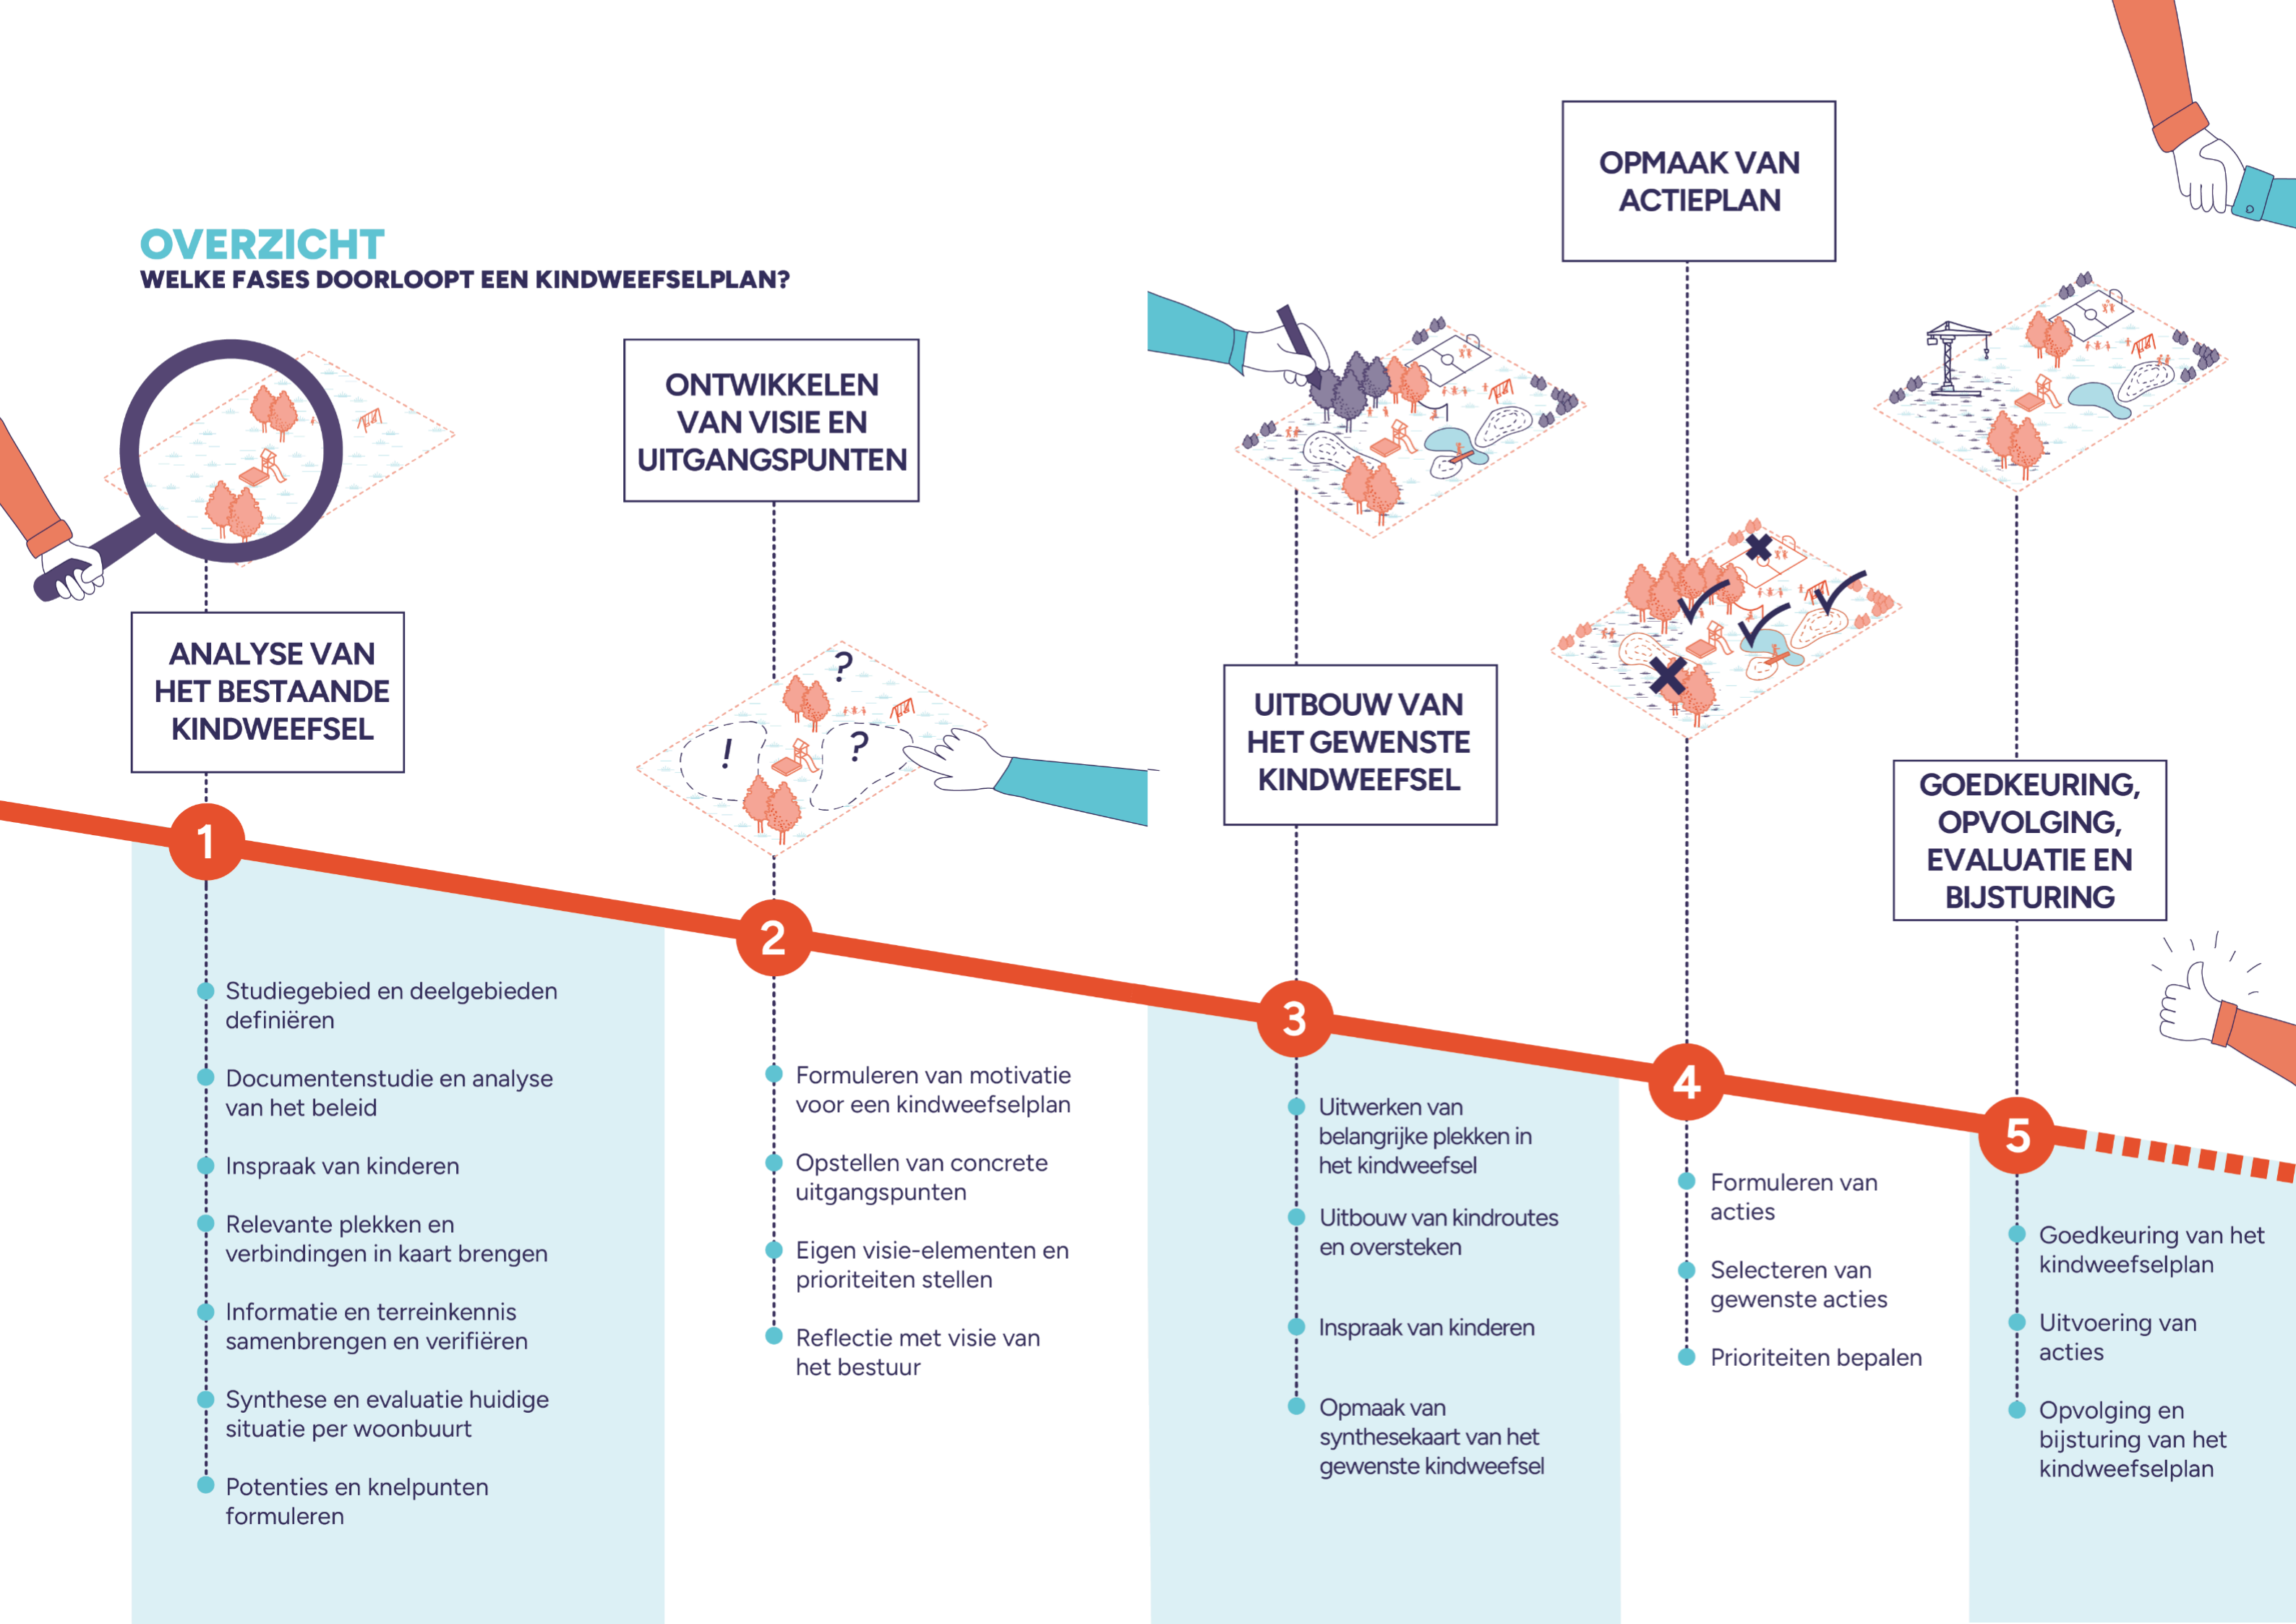 OVERZICHT
WELKE FASES DOORLOOPT EEN KINDWEEFSELPLAN?
ANALYSE VAN
HET BESTAANDE
KINDWEEFSEL
1
Studiegebied en deelgebieden
definiëren
Documentenstudie en analyse
van het beleid
Inspraak van kinderen
Relevante plekken en
verbindingen in kaart brengen
Informatie en terreinkennis
samenbrengen en verifiëren
Synthese en evaluatie huidige
situatie per woonbuurt
Potenties en knelpunten
formuleren
ONTWIKKELEN
VAN VISIE EN
UITGANGSPUNTEN
?
!
?
2
Formuleren van motivatie
voor een kindweefselplan
Opstellen van concrete
uitgangspunten
Eigen visie-elementen en
prioriteiten stellen
Reflectie met visie van
het bestuur
UITBOUW VAN
HET GEWENSTE
KINDWEEFSEL
3
Uitwerken van
belangrijke plekken in
het kindweefsel
Uitbouw van kindroutes
en oversteken
Inspraak van kinderen
Opmaak van
synthesekaart van het
gewenste kindweefsel
OPMAAK VAN
ACTIEPLAN
4
Formuleren van
acties
Selecteren van
gewenste acties
Prioriteiten bepalen
GOEDKEURING,
OPVOLGING,
EVALUATIE EN
BIJSTURING
5
Goedkeuring van het
kindweefselplan
Uitvoering van
acties
Opvolging en
bijsturing van het
kindweefselplan